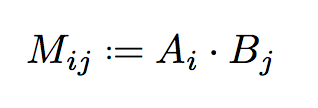 M_{ij} := A_i · B_j